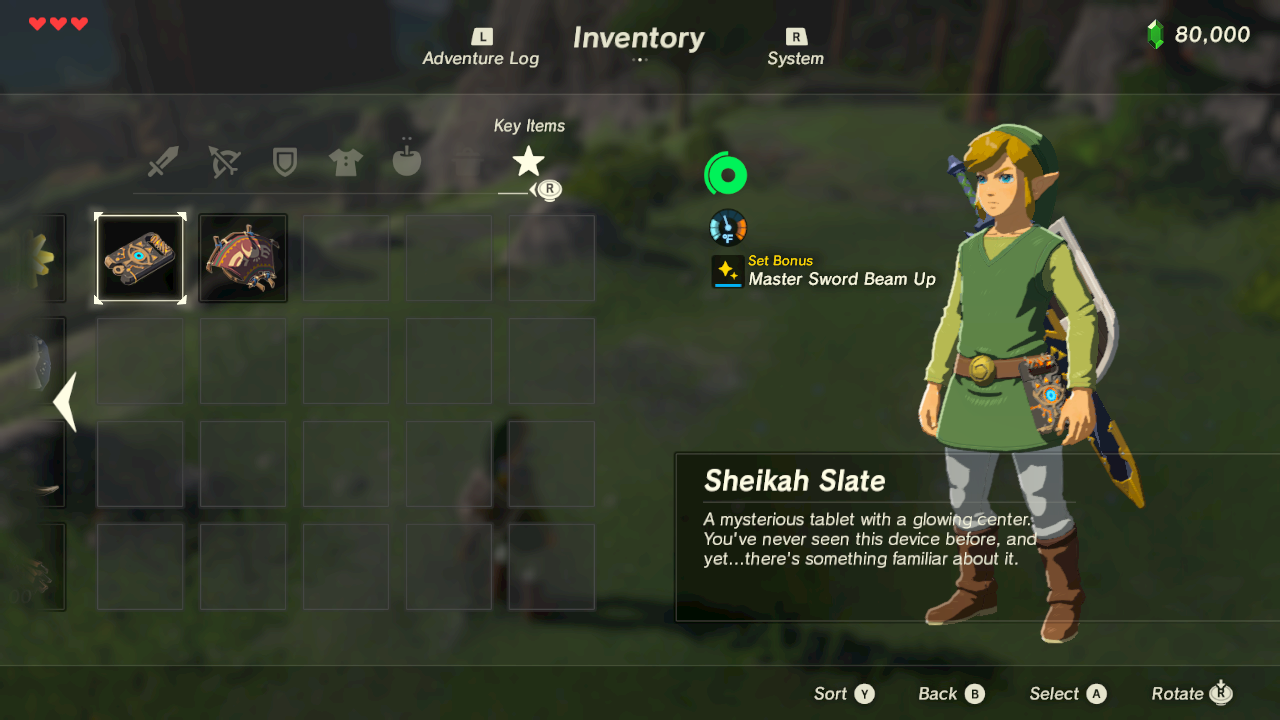 L
Adventure Log
Inventory
R
System
80,000
Key Items
R
°F
Set Bonus
Master Sword Beam Up
Sheikah Slate
A mysterious tablet with a glowing center.
You've never seen this device before, and
yet...there's something familiar about it.
Sort Y
Back B
Select A
Rotate R